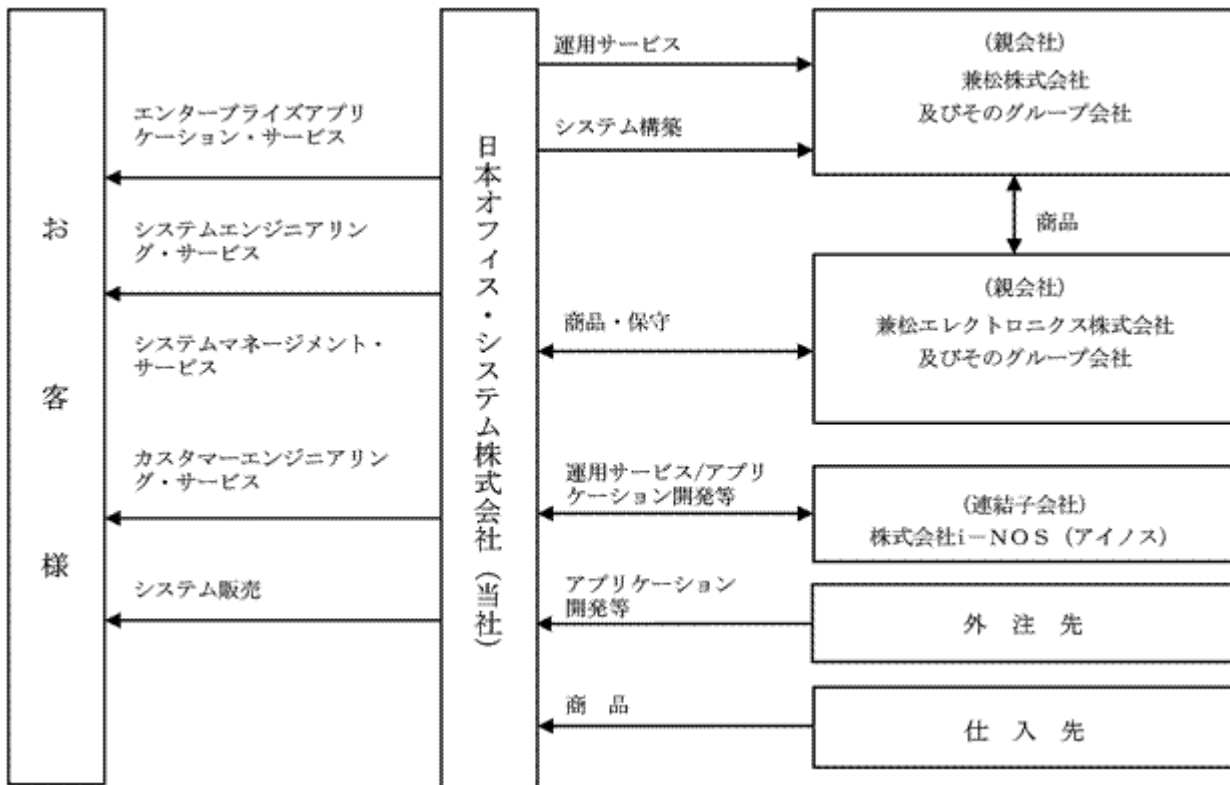 お客様
エンタープライズアプリ
ケーション・サービス
システムエンジニアリン
グ・サービス
システムマネージメント・
サービス
カスタマーエンジニアリン
グ・サービス
システム販売
日本オフィス・システム株式会社（当社）
運用サービス
システム構築
商品・保守
運用サービス/アプリ
ケーション開発等
アプリケーション
開発等
商　品
(親会社)
兼松株式会社
及びそのグループ会社
商品
(親会社)
兼松エレクトロニクス株式会社
及びそのグループ会社
(連結子会社)
株式会社i－ＮＯＳ（アイノス）
外　注　先
仕　入　先